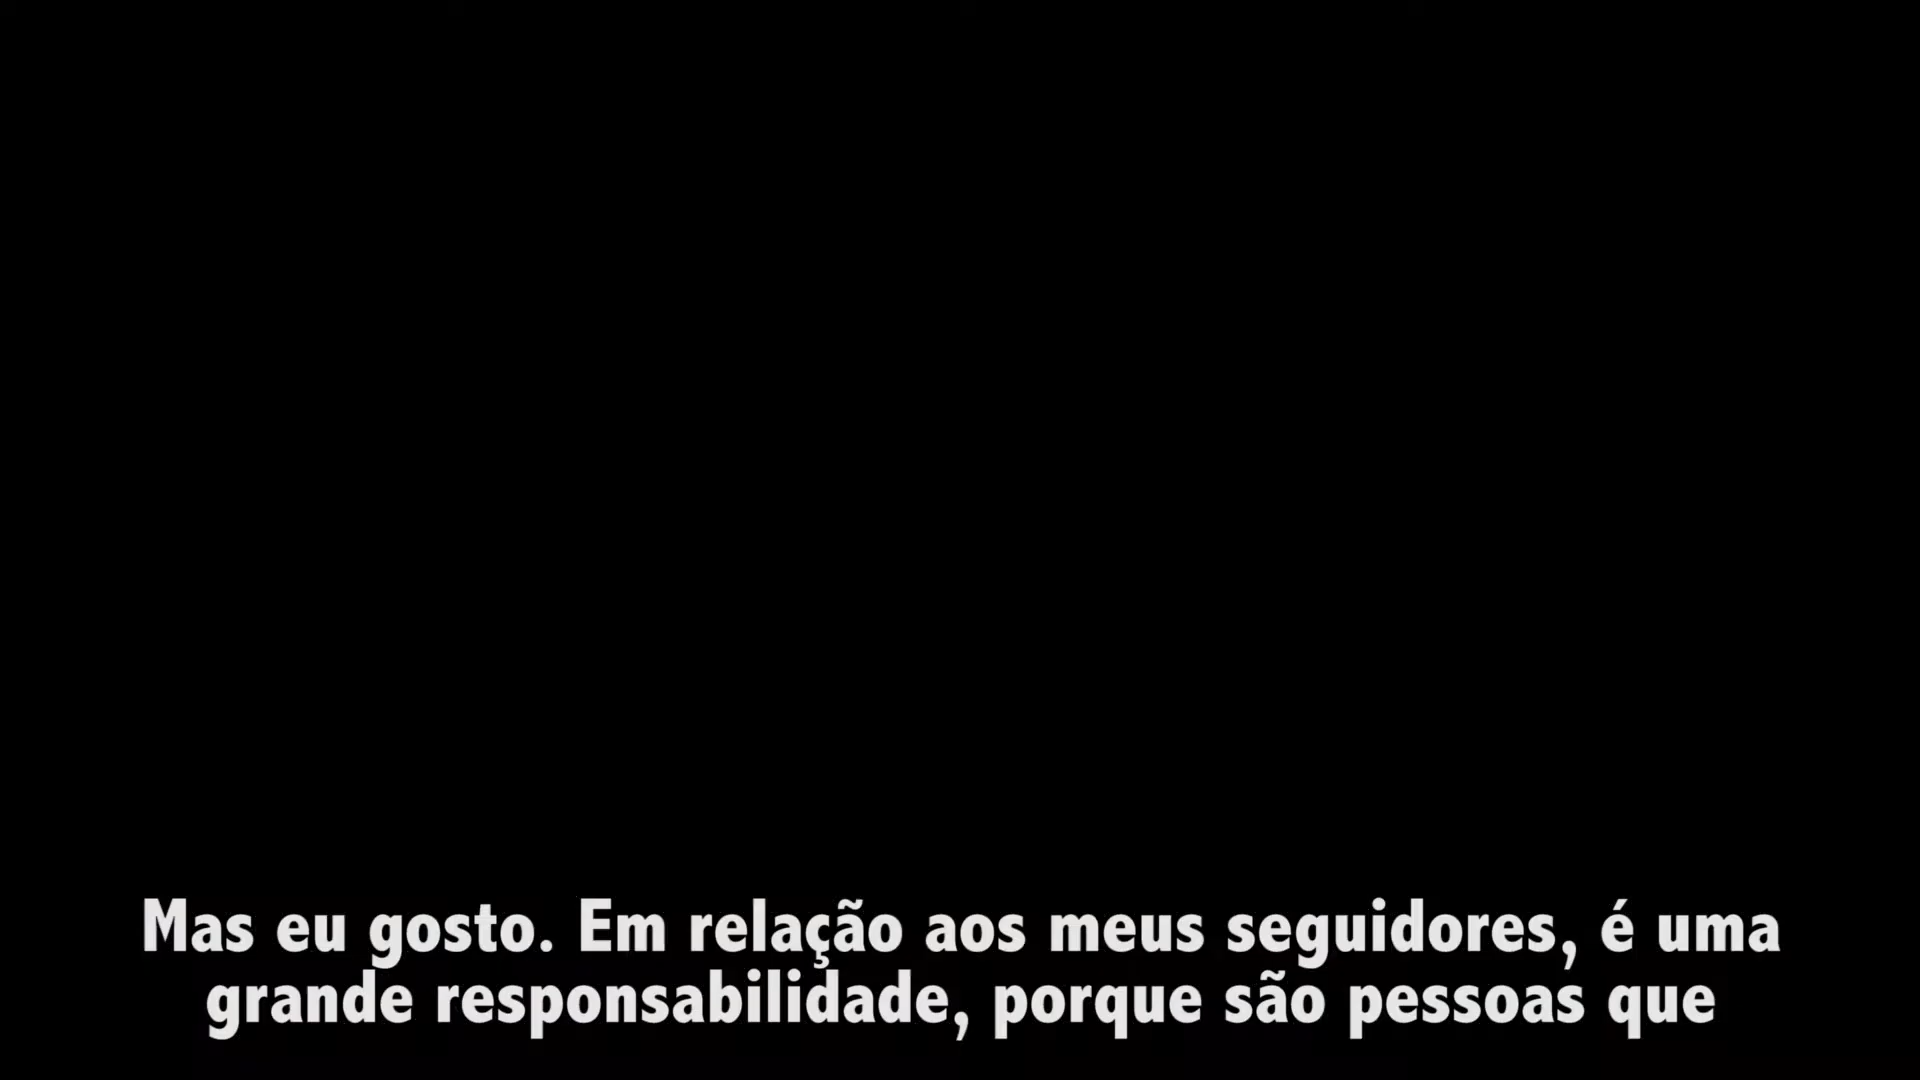 Mas eu gosto. Em relação aos meus seguidores, é uma
grande responsabilidade, porque são pessoas que